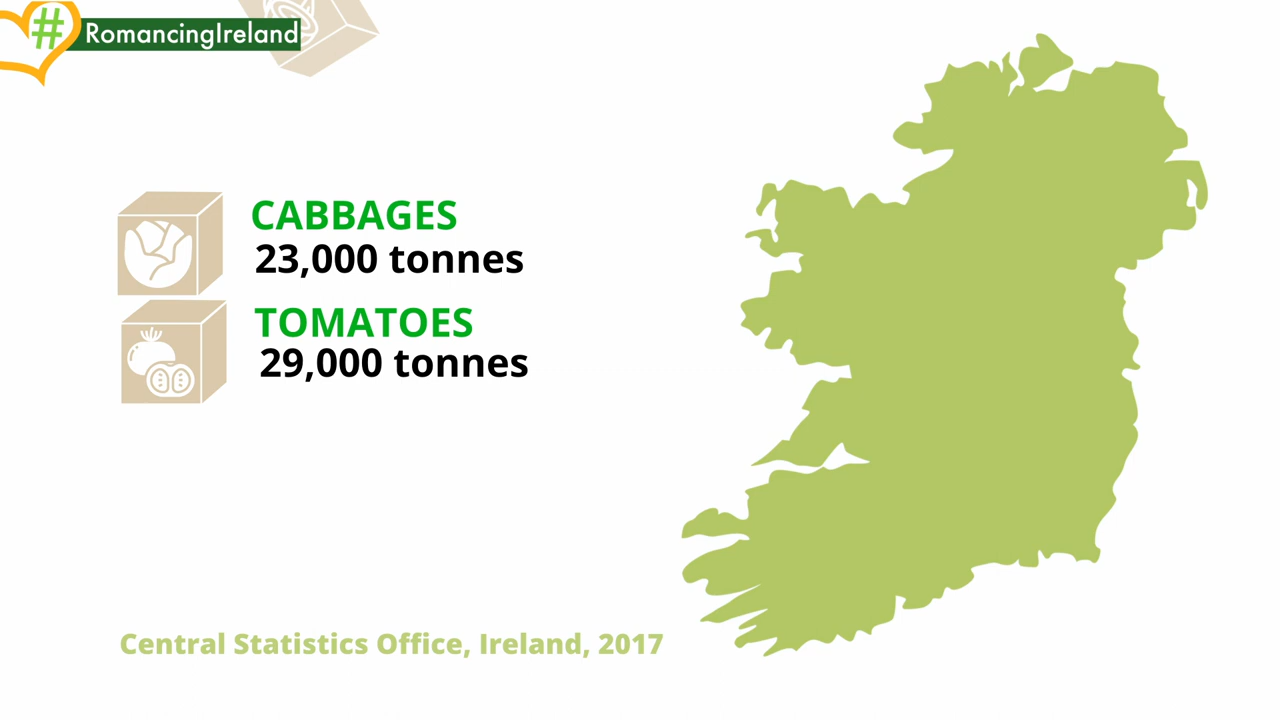 #RomancingIreland
CABBAGES
23,000 tonnes
TOMATOES
29,000 tonnes
Central Statistics Office, Ireland, 2017